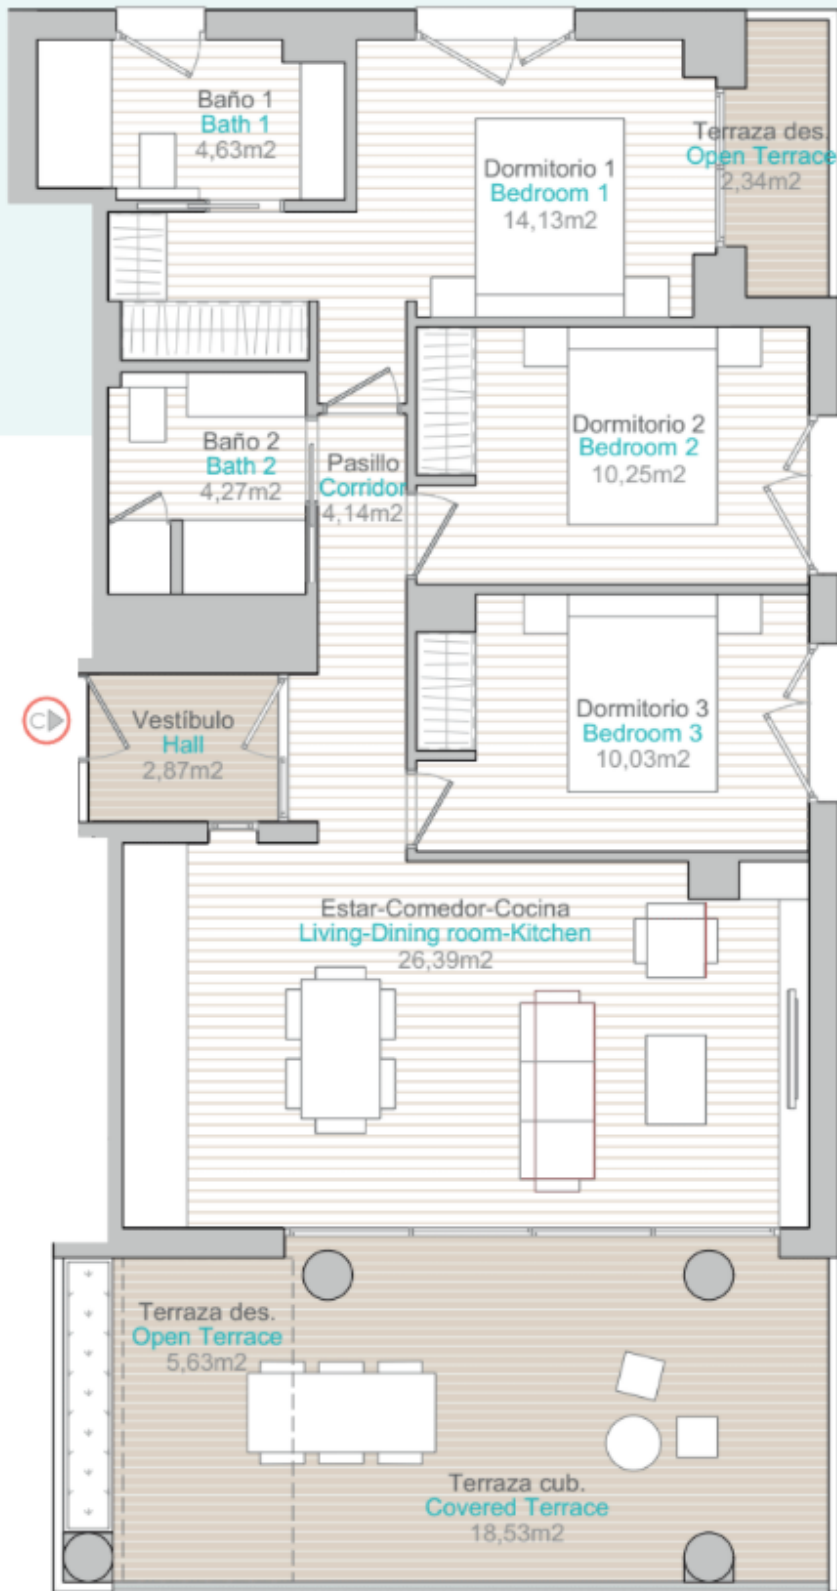 Baño 1
Bath 1
4,63m2
Dormitorio 1
Bedroom 1
14,13m2
Terraza des.
Open Terrace
2,34m2
Dormitorio 2
Bedroom 2
10,25m2
Baño 2
Bath 2
4,27m2
Pasillo
Corridor
4,14m2
Vestíbulo
Hall
2,87m2
C
Dormitorio 3
Bedroom 3
10,03m2
Estar-Comedor-Cocina
Living-Dining room-Kitchen
26,39m2
Terraza des.
Open Terrace
5,63m2
Terraza cub.
Covered Terrace
18,53m2